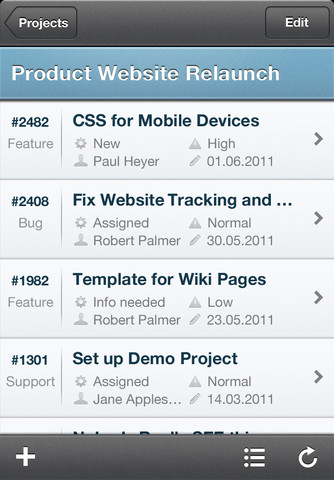 Projects
Edit
Product Website Relaunch
#2482
Feature
CSS for Mobile Devices
New
High
Paul Heyer
01.06.2011
#2408
Bug
Fix Website Tracking and ...
Assigned
Normal
Robert Palmer
30.05.2011
#1982
Feature
Template for Wiki Pages
Info needed
Low
Robert Palmer
23.05.2011
#1301
Support
Set up Demo Project
Assigned
Normal
Jane Apples...
14.03.2011